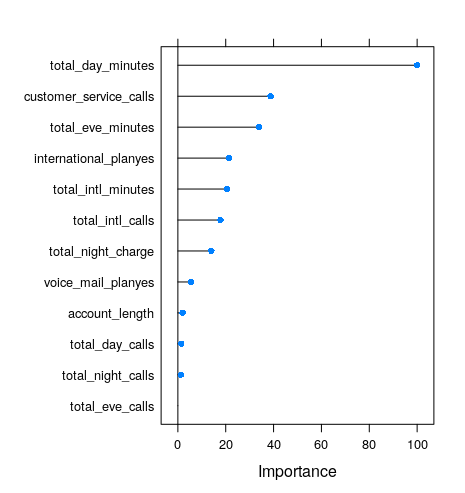 total_day_minutes
customer_service_calls
total_eve_minutes
international_planyes
total_intl_minutes
total_intl_calls
total_night_charge
voice_mail_planyes
account_length
total_day_calls
total_night_calls
total_eve_calls
0 20 40 60 80 100
Importance